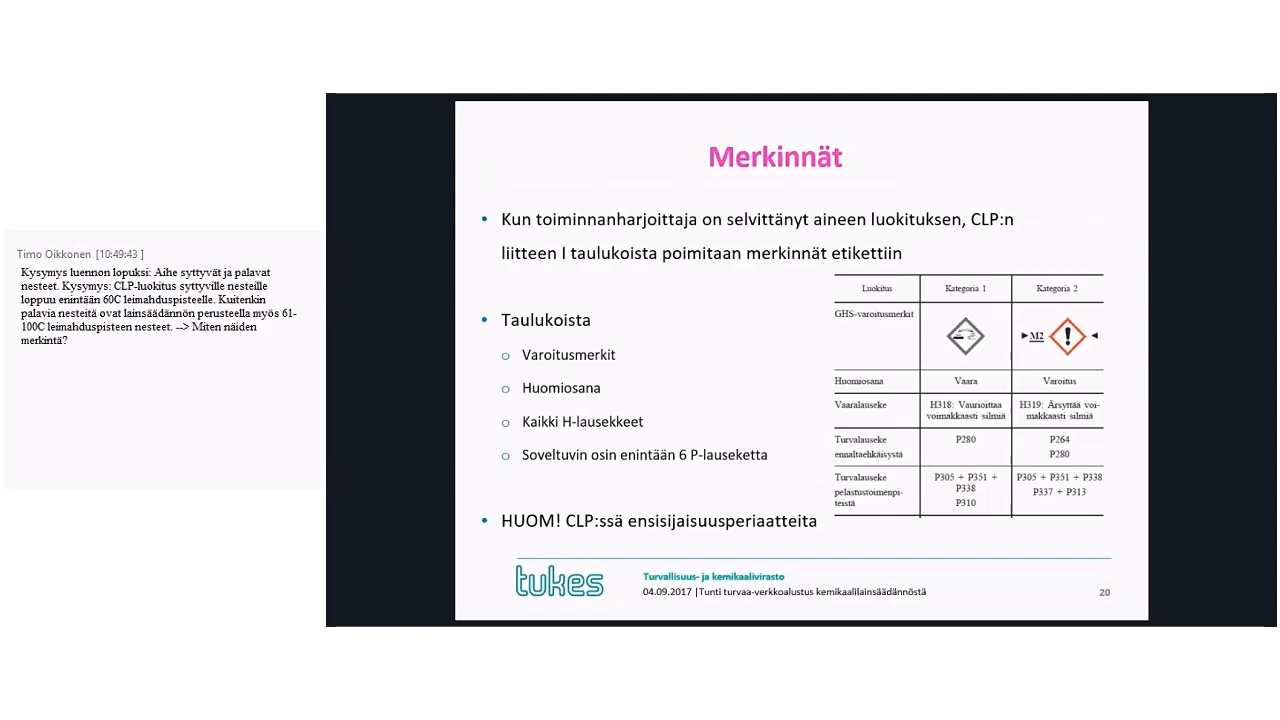 Timo Oikkonen [10:49:43 ]
Kysymys luennon lopuksi: Aihe syttyvät ja palavat
nesteet. Kysymys: CLP-luokitus syttyville nesteille
loppuu enintään 60C leimahduspisteelle. Kuitenkin
palavia nesteitä ovat lainsäädännön perusteella myös 61-
100C leimahduspisteen nesteet. --> Miten näiden
merkintä?
Merkinnät
• Kun toiminnanharjoittaja on selvittänyt aineen luokituksen, CLP:n
liitteen I taulukoista poimitaan merkinnät etikettiin
• Taulukoista
o Varoitusmerkit
o Huomiosana
o Kaikki H-lausekkeet
o Soveltuvin osin enintään 6 P-lauseketta
• HUOM! CLP:ssä ensisijaisuusperiaatteita
Luokitus Kategoria 1 Kategoria 2
GHS-varoitusmerkit
►M2 ◄
Huomiosana Vaara Varoitus
Vaaralauseke H318: Vaurioittaa H319: Ärsyttää voi-
voimakkaasti silmiä makkaasti silmiä
Turvalauseke P280 P264
ennaltaehkäisystä P280
Turvalauseke P305 + P351 + P305 + P351 + P338
pelastustoimenpi- P338 P337 + P313
teistä P310
tukes
Turvallisuus- ja kemikaalivirasto
04.09.2017 |Tunti turvaa-verkkoalustus kemikaalilainsäädännöstä
20